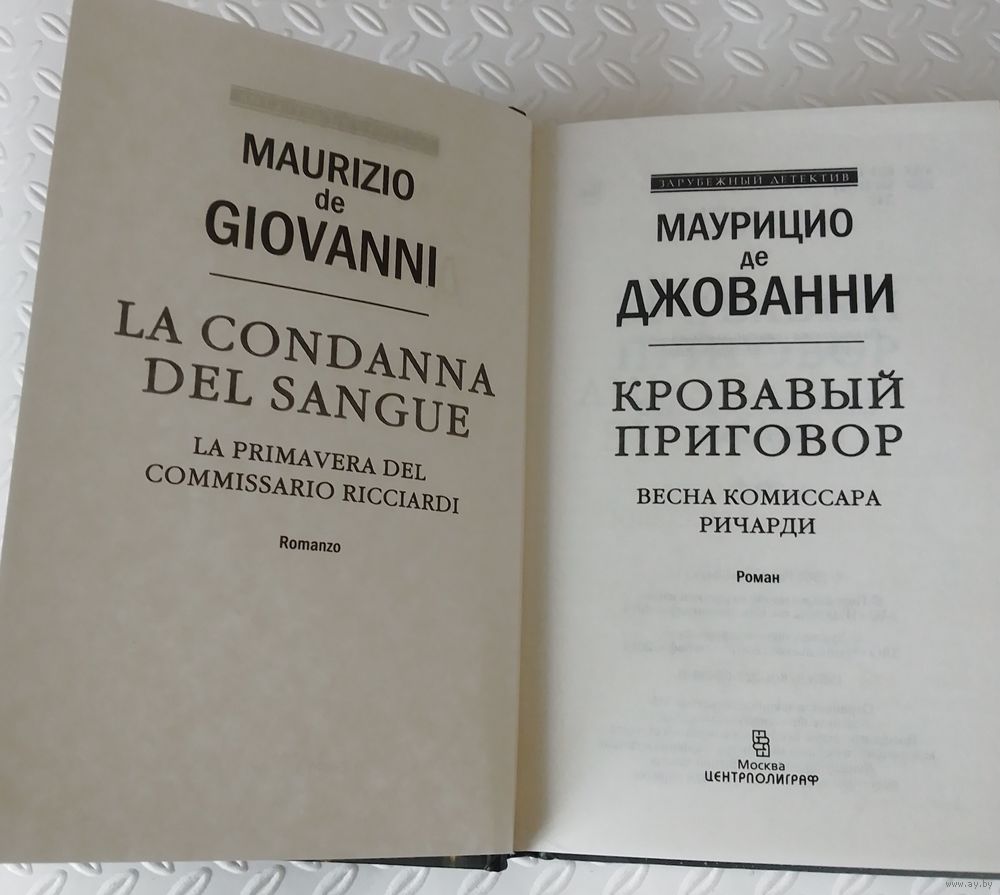 MAURIZIO
de
GIOVANNI
LA CONDANNA
DEL SANGUE
LA PRIMAVERA DEL
COMMISSARIO RICCIARDI
Romanzo
ЗАРУБЕЖНЫЙ ДЕТЕКТИВ
МАУРИЦИО
де
ДЖОВАННИ
КРОВАВЫЙ
ПРИГОВОР
ВЕСНА КОМИССАРА
РИЧАРДИ
Роман
Москва
ЦЕНТРПОЛИГРАФ
www.ay.by